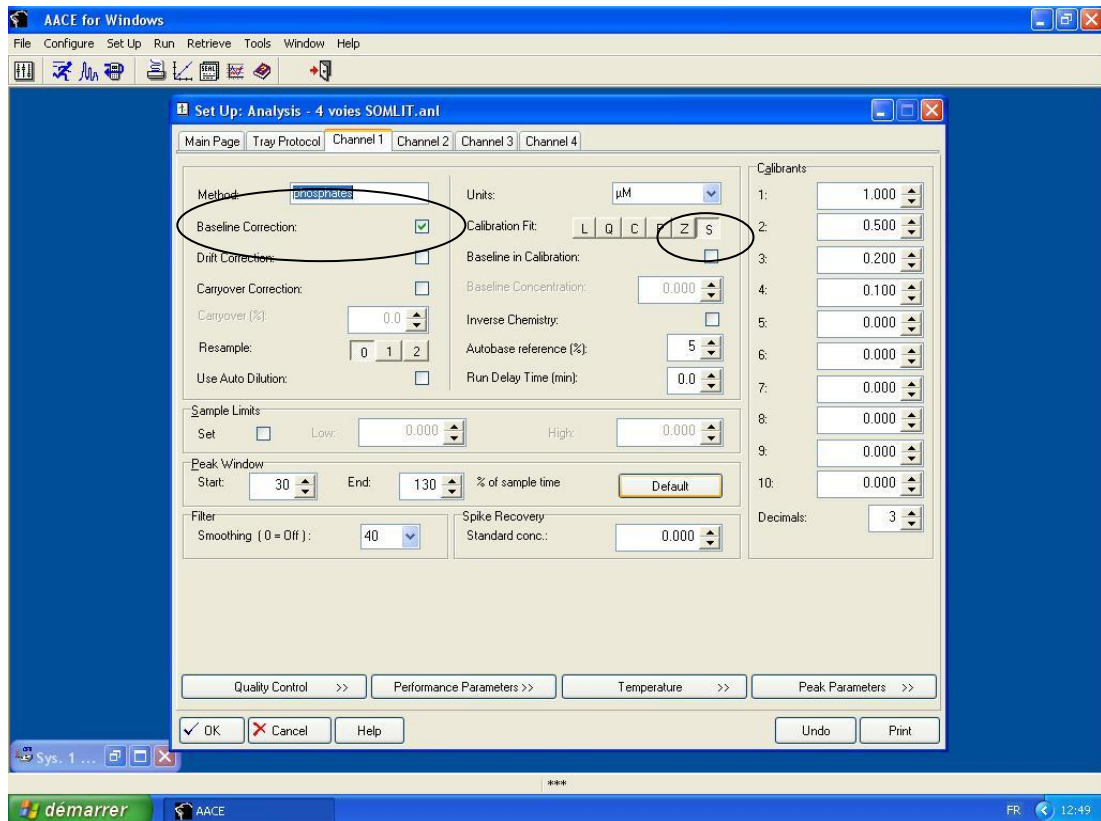 AACE for Windows
File Configure Set Up Run Retrieve Tools Window Help
Set Up: Analysis - 4 voies SOMLIT.anl
Main Page Tray Protocol Channel 1 Channel 2 Channel 3 Channel 4
Method: phosphates
Baseline Correction:
Drift Correction:
Carryover Correction:
Carryover (%): 0.0
Resample: 0 1 2
Use Auto Dilution:
Units: µM
Calibration Fit: L Q C P Z S
Baseline in Calibration:
Baseline Concentration: 0.000
Inverse Chemistry:
Autobase reference (%): 5
Run Delay Time (min): 0.0
Calibrants
1: 1.000
2: 0.500
3: 0.200
4: 0.100
5: 0.000
6: 0.000
7: 0.000
8: 0.000
9: 0.000
10: 0.000
Decimals: 3
Sample Limits
Set Low: 0.000 High: 0.000
Peak Window
Start: 30 End: 130 % of sample time Default
Filter
Smoothing ( 0 = Off ) : 40
Spike Recovery
Standard conc.: 0.000
Quality Control >> Performance Parameters >> Temperature >> Peak Parameters >>
OK Cancel Help Undo Print
Sys. 1 ...
***
démarrer AACE FR 12:49